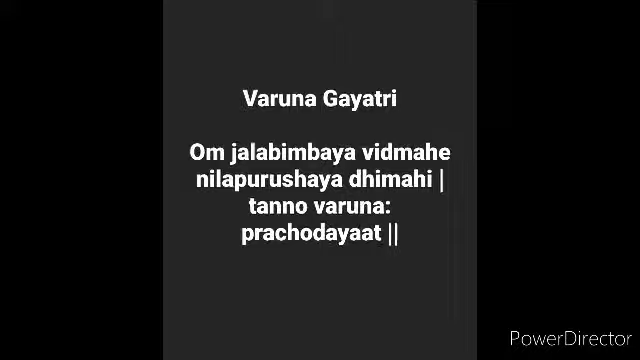 Varuna Gayatri
Om jalabimbaya vidmahe
nilapurushaya dhimahi |
tanno varuna:
prachodayaat ||
PowerDirector